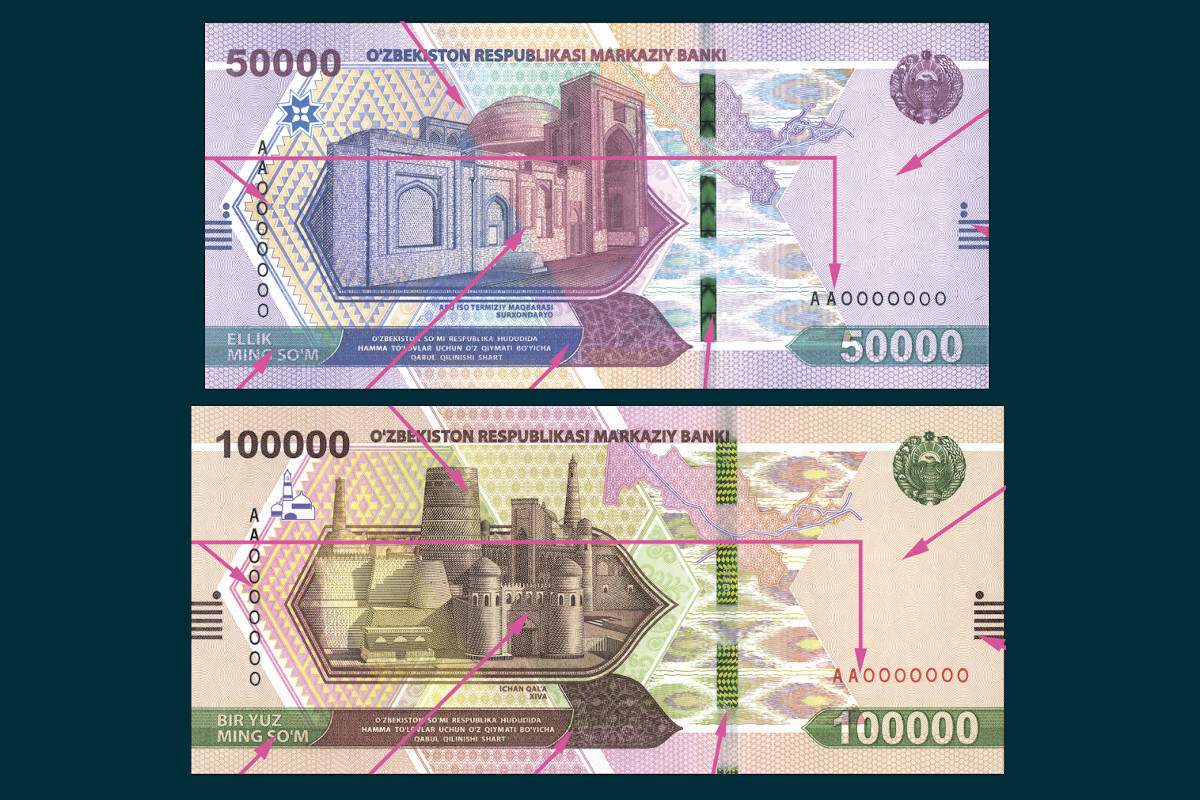 50000
O'ZBEKISTON RESPUBLIKASI MARKAZIY BANKI
AA0000000
AA0000000
ABU ISO TERMIZIY MAQBARASI
SURXONDARYO
ELLIK
MING SO'M
O'ZBEKISTON SO'MI RESPUBLIKA HUDUDIDA
HAMMA TO'LOVLAR UCHUN O'Z QIYMATI BO'YICHA
QABUL QILINISHI SHART
50000
100000
O'ZBEKISTON RESPUBLIKASI MARKAZIY BANKI
AA0000000
AA0000000
ICHAN QAL'A
XIVA
BIR YUZ
MING SO'M
O'ZBEKISTON SO'MI RESPUBLIKA HUDUDIDA
HAMMA TO'LOVLAR UCHUN O'Z QIYMATI BO'YICHA
QABUL QILINISHI SHART
100000